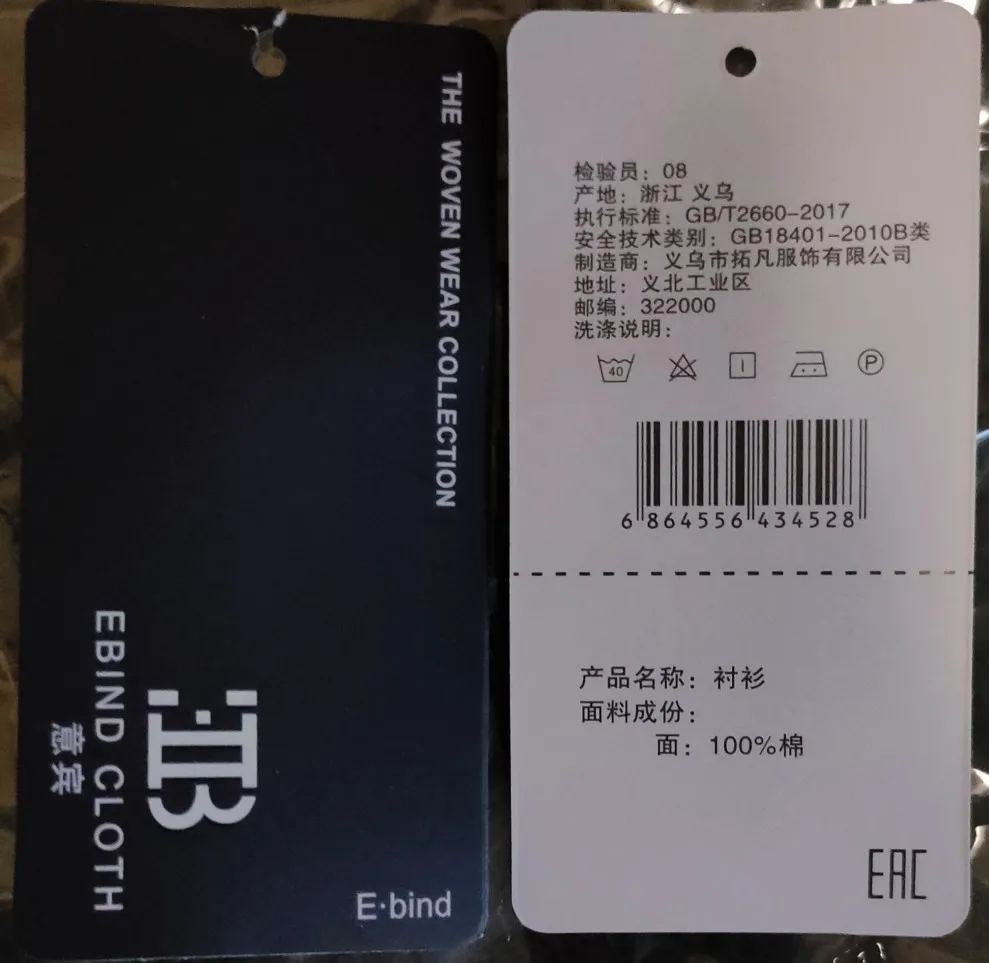 THE WOVEN WEAR COLLECTION
EBIND CLOTH
意宾
E·bind
检验员：08
产地：浙江 义乌
执行标准：GB/T2660-2017
安全技术类别：GB18401-2010B类
制造商：义乌市拓凡服饰有限公司
地址：义北工业区
邮编：322000
洗涤说明：
40
P
6 864556 434528
产品名称：衬衫
面料成份：
面：100%棉
EAC